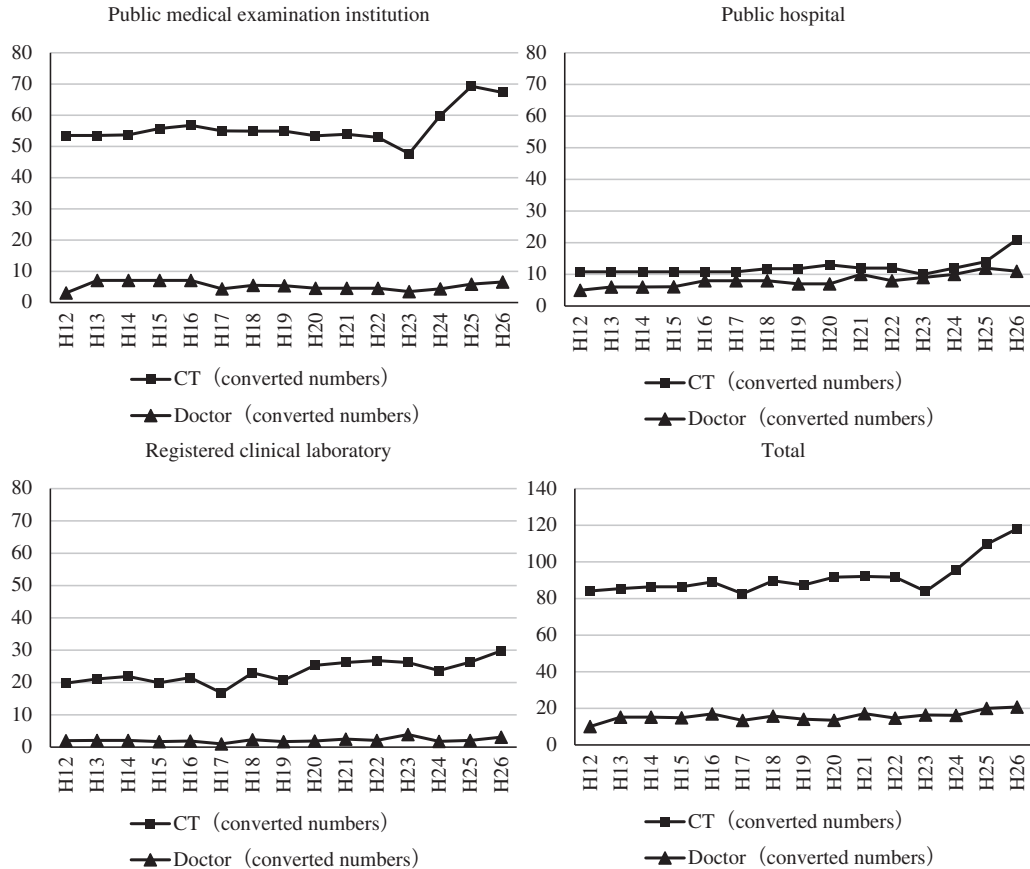 Public medical examination institution
80
70
60
50
40
30
20
10
0
H12 H13 H14 H15 H16 H17 H18 H19 H20 H21 H22 H23 H24 H25 H26
CT（converted numbers）
Doctor（converted numbers）
Public hospital
80
70
60
50
40
30
20
10
0
H12 H13 H14 H15 H16 H17 H18 H19 H20 H21 H22 H23 H24 H25 H26
CT（converted numbers）
Doctor（converted numbers）
Registered clinical laboratory
80
70
60
50
40
30
20
10
0
H12 H13 H14 H15 H16 H17 H18 H19 H20 H21 H22 H23 H24 H25 H26
CT（converted numbers）
Doctor（converted numbers）
Total
140
120
100
80
60
40
20
0
H12 H13 H14 H15 H16 H17 H18 H19 H20 H21 H22 H23 H24 H25 H26
CT（converted numbers）
Doctor（converted numbers）